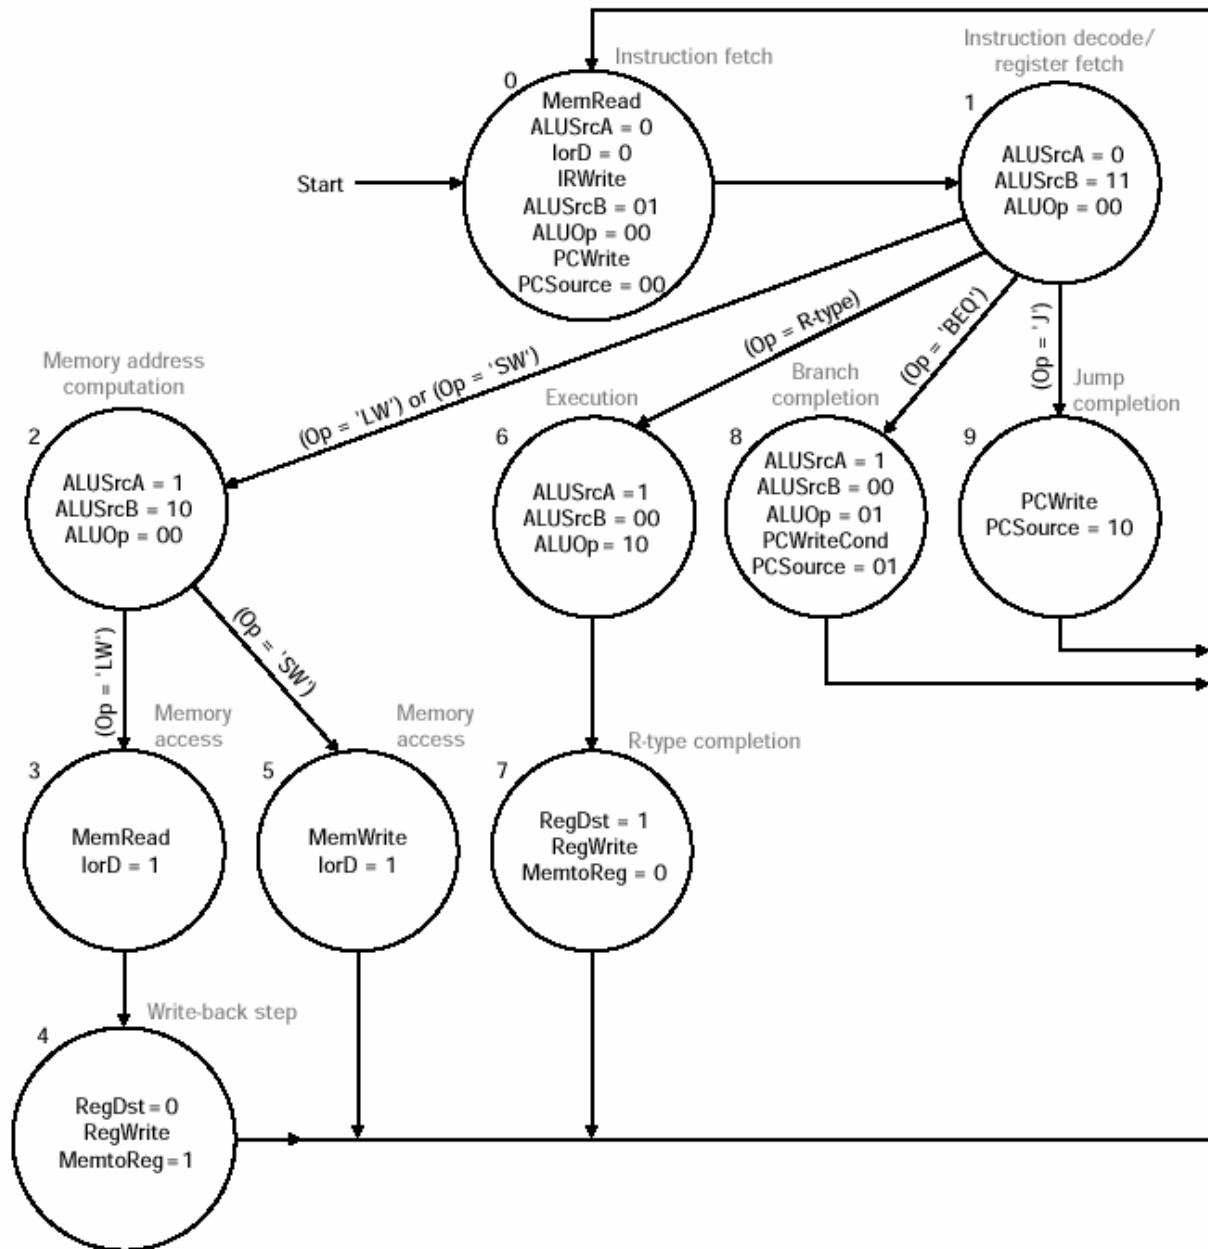 Instruction fetch
Instruction decode/
register fetch
0
MemRead
ALUSrcA = 0
IorD = 0
IRWrite
ALUSrcB = 01
ALUOp = 00
PCWrite
PCSource = 00
Start
1
ALUSrcA = 0
ALUSrcB = 11
ALUOp = 00
(Op = 'LW') or (Op = 'SW')
(Op = R-type)
(Op = 'BEQ')
(Op = 'J')
Memory address
computation
2
ALUSrcA = 1
ALUSrcB = 10
ALUOp = 00
Execution
6
ALUSrcA =1
ALUSrcB = 00
ALUOp= 10
Branch
completion
8
ALUSrcA = 1
ALUSrcB = 00
ALUOp = 01
PCWriteCond
PCSource = 01
Jump
completion
9
PCWrite
PCSource = 10
(Op = 'LW')
(Op = 'SW')
Memory
access
3
MemRead
IorD = 1
Memory
access
5
MemWrite
IorD = 1
R-type completion
7
RegDst = 1
RegWrite
MemtoReg = 0
Write-back step
4
RegDst=0
RegWrite
MemtoReg=1